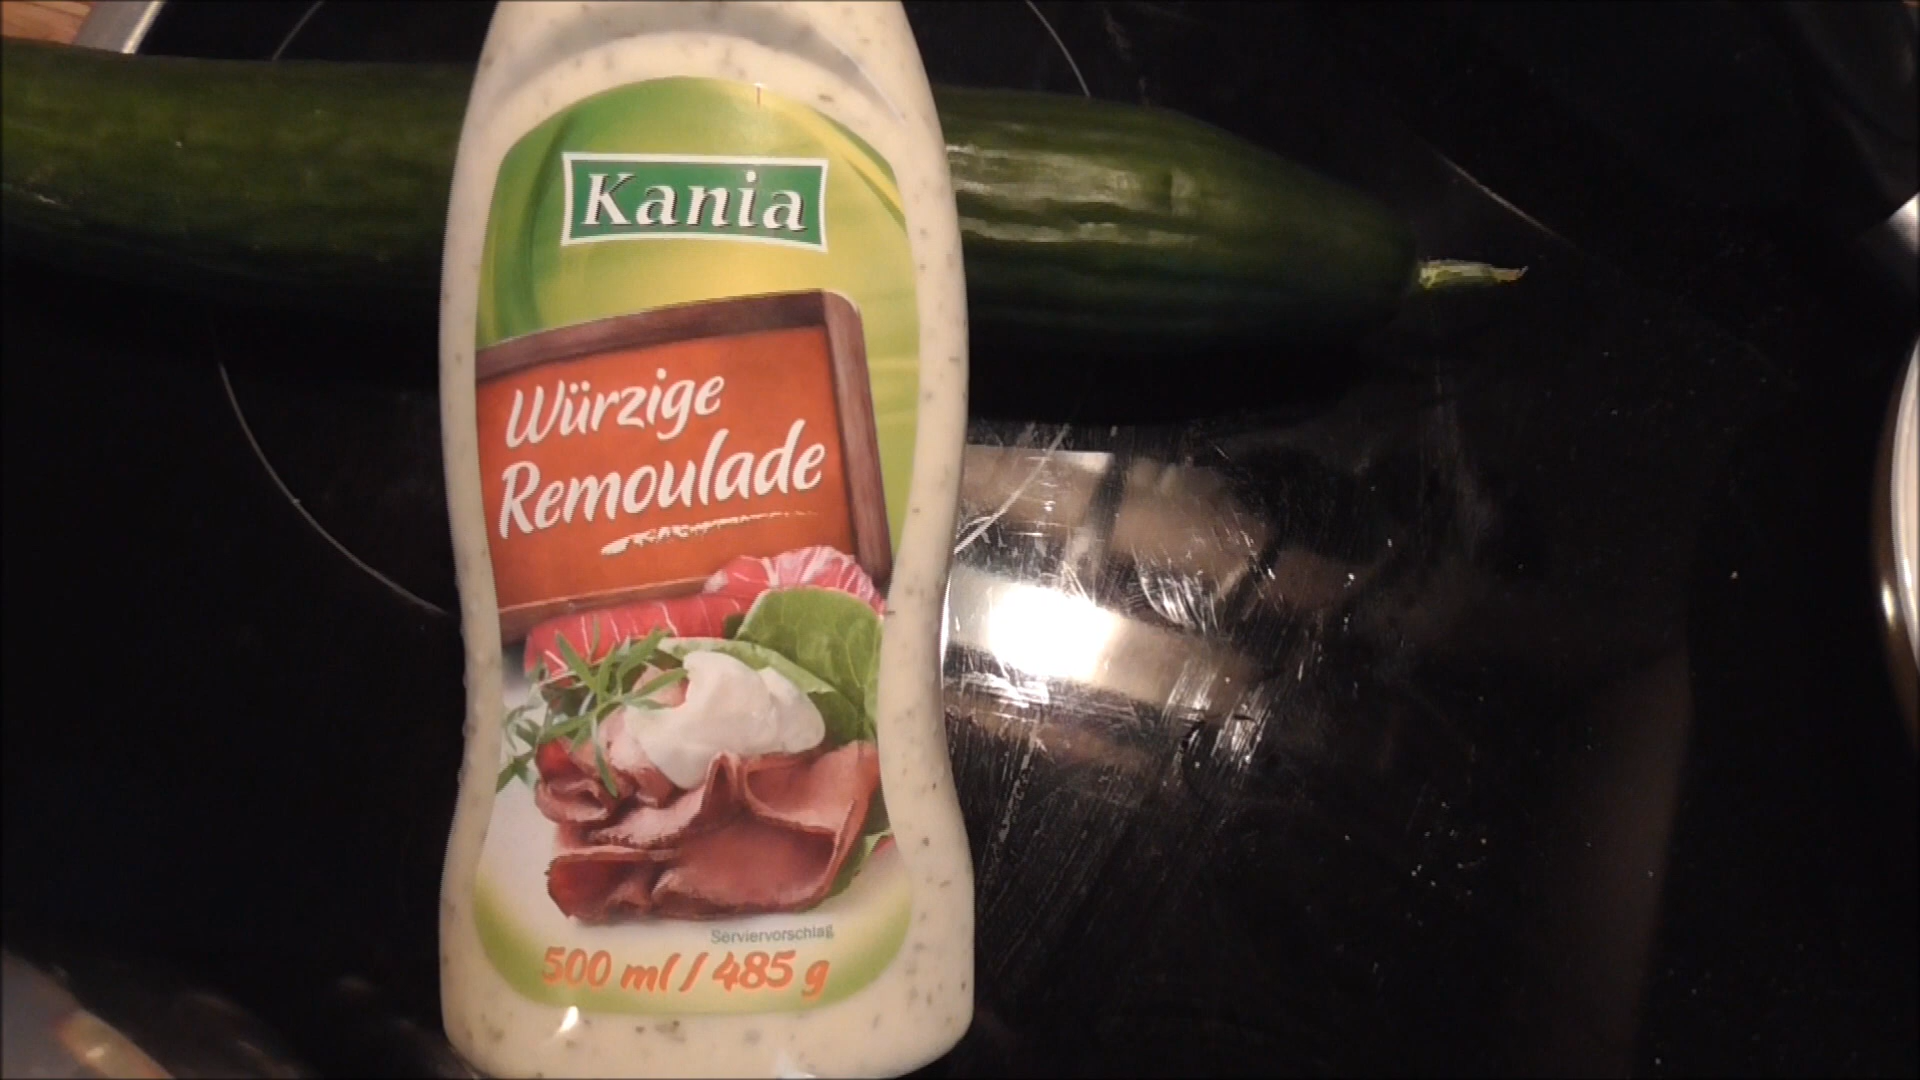 Kania
Würzige
Remoulade
Serviervorschlag
500 ml / 485 g